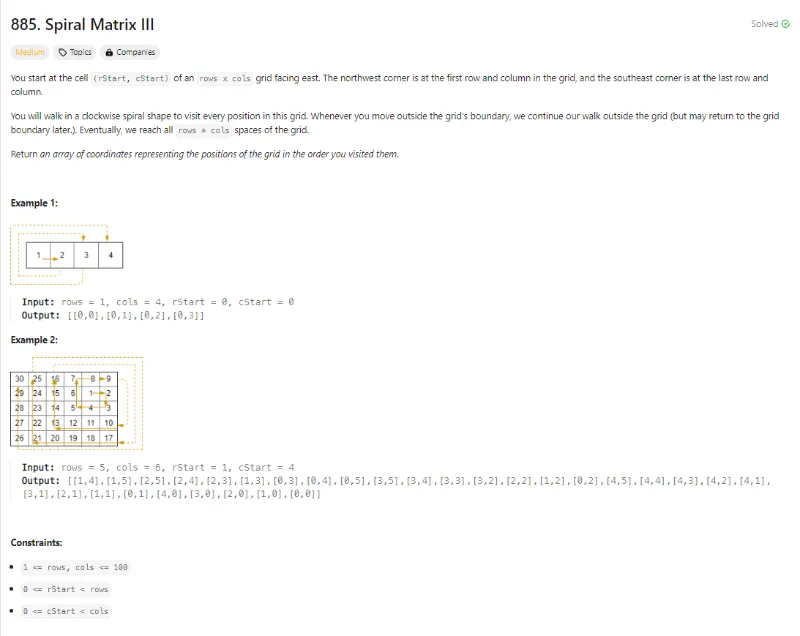 885. Spiral Matrix III
Solved
Medium Topics Companies
You start at the cell (rStart, cStart) of an rows x cols grid facing east. The northwest corner is at the first row and column in the grid, and the southeast corner is at the last row and
column.
You will walk in a clockwise spiral shape to visit every position in this grid. Whenever you move outside the grid's boundary, we continue our walk outside the grid (but may return to the grid
boundary later.). Eventually, we reach all rows * cols spaces of the grid.
Return an array of coordinates representing the positions of the grid in the order you visited them.
Example 1:
1 2 3 4
Input: rows = 1, cols = 4, rStart = 0, cStart = 0
Output: [[0,0],[0,1],[0,2],[0,3]]
Example 2:
30 25 16 7 8 9
29 24 15 6 1 2
28 23 14 5 4 3
27 22 13 12 11 10
26 21 20 19 18 17
Input: rows = 5, cols = 6, rStart = 1, cStart = 4
Output: [[1,4],[1,5],[2,5],[2,4],[2,3],[1,3],[0,3],[0,4],[0,5],[3,5],[3,4],[3,3],[3,2],[2,2],[1,2],[0,2],[4,5],[4,4],[4,3],[4,2],[4,1],
[3,1],[2,1],[1,1],[0,1],[4,0],[3,0],[2,0],[1,0],[0,0]]
Constraints:
1 <= rows, cols <= 100
0 <= rStart < rows
0 <= cStart < cols